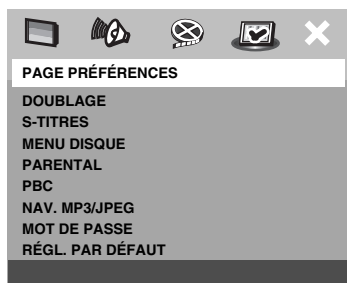 PAGE PRÉFÉRENCES
DOUBLAGE
S-TITRES
MENU DISQUE
PARENTAL
PBC
NAV. MP3/JPEG
MOT DE PASSE
RÉGL. PAR DÉFAUT